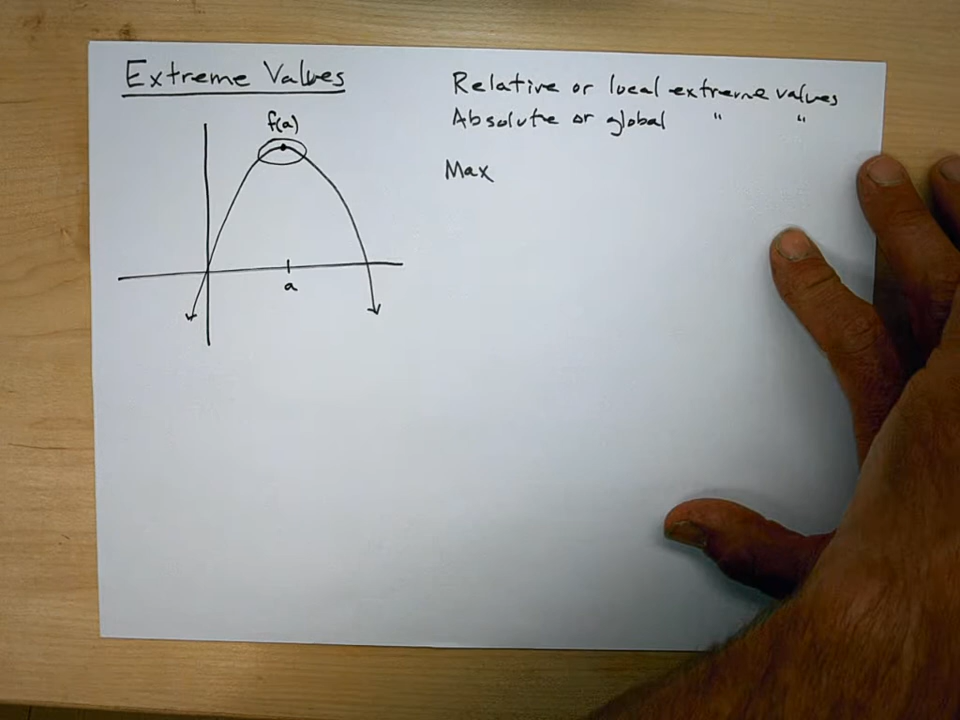 Extreme Values
f(a)
a
Relative or local extreme values
Absolute or global " "
Max